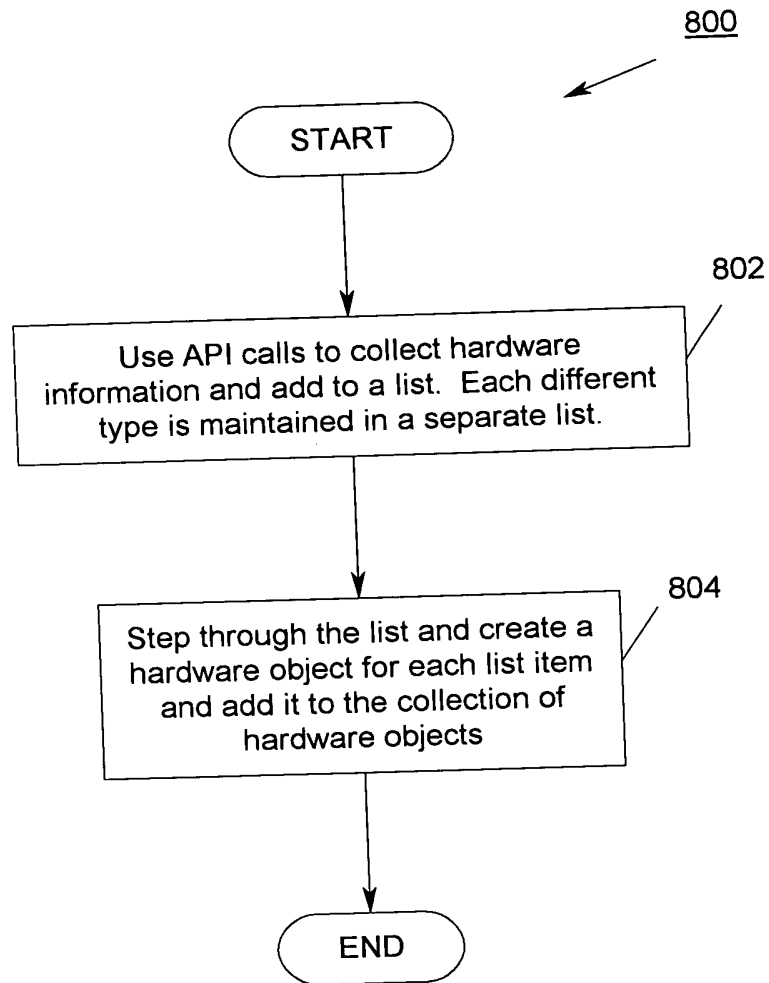 800
START
802
Use API calls to collect hardware
information and add to a list. Each different
type is maintained in a separate list.
804
Step through the list and create a
hardware object for each list item
and add it to the collection of
hardware objects
END